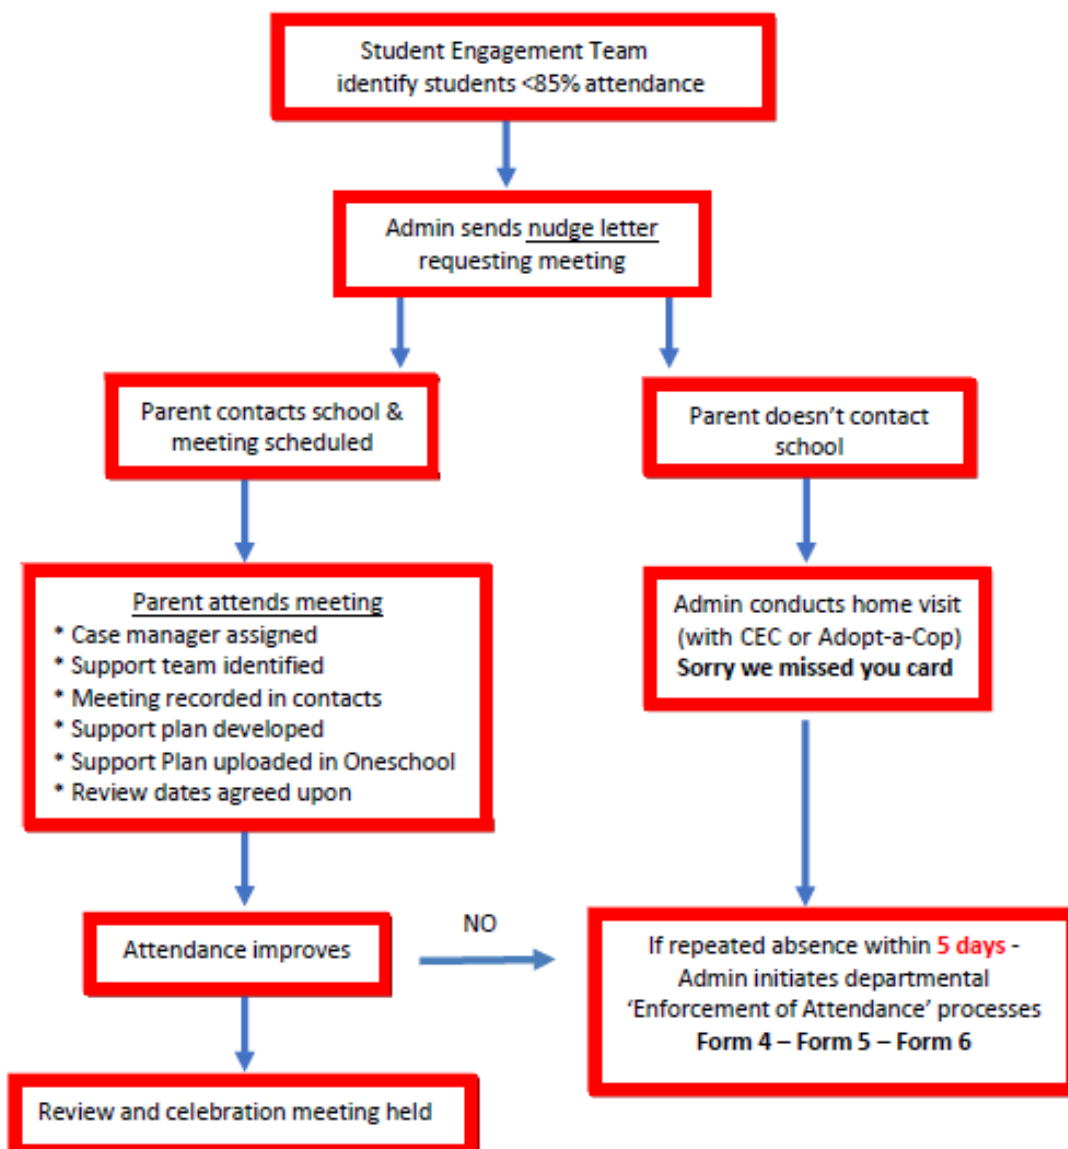 Student Engagement Team
identify students <85% attendance
Admin sends nudge letter
requesting meeting
Parent contacts school &
meeting scheduled
Parent doesn't contact
school
Parent attends meeting
* Case manager assigned
* Support team identified
* Meeting recorded in contacts
* Support plan developed
* Support Plan uploaded in Oneschool
* Review dates agreed upon
Admin conducts home visit
(with CEC or Adopt-a-Cop)
Sorry we missed you card
Attendance improves
NO
If repeated absence within 5 days -
Admin initiates departmental
‘Enforcement of Attendance’ processes
Form 4 – Form 5 – Form 6
Review and celebration meeting held